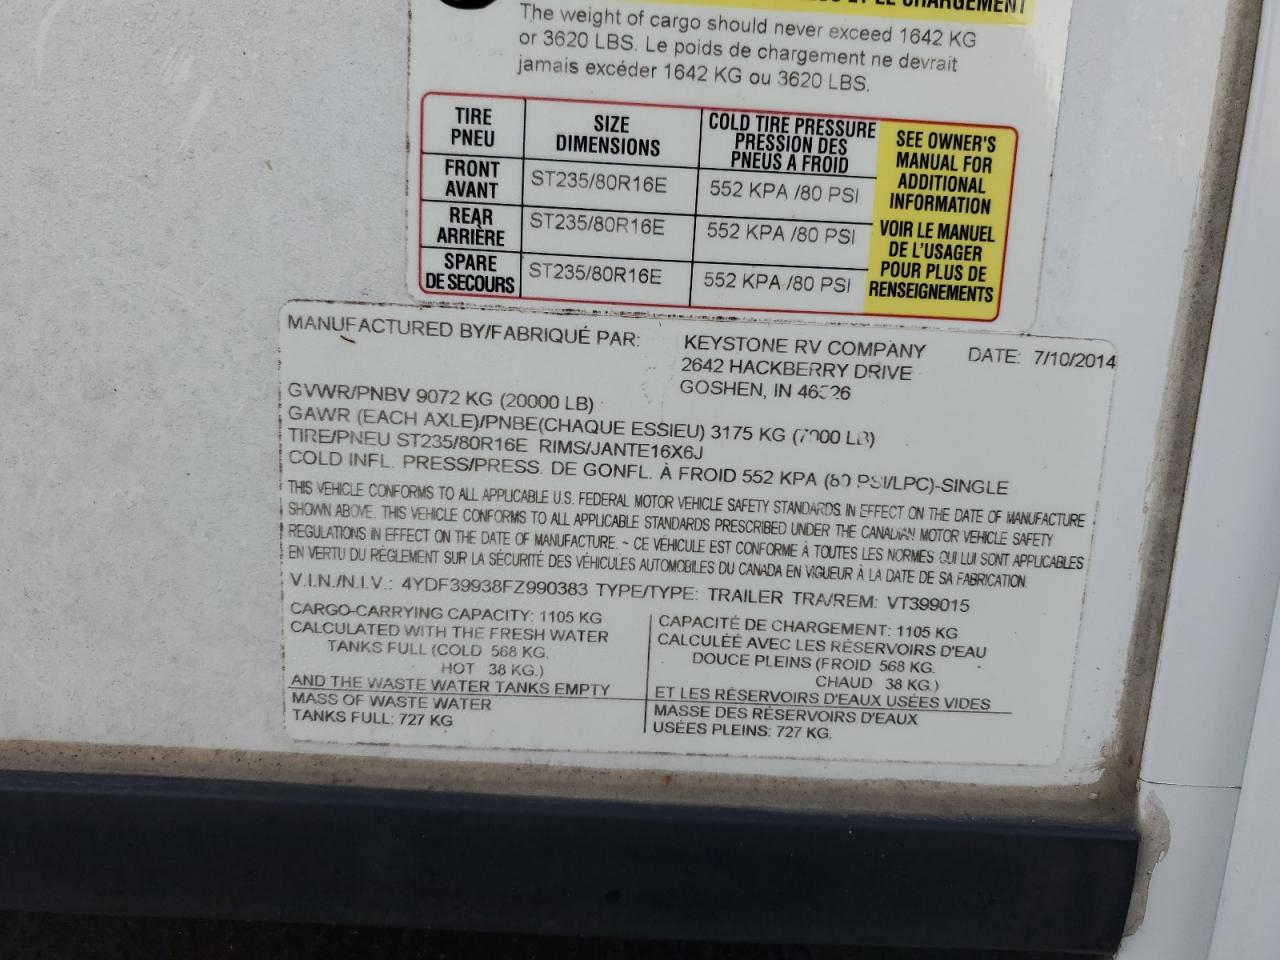 ET LE CHARGEMENT
The weight of cargo should never exceed 1642 KG
or 3620 LBS. Le poids de chargement ne devrait
jamais excéder 1642 KG ou 3620 LBS.
TIRE
PNEU
SIZE
DIMENSIONS
COLD TIRE PRESSURE
PRESSION DES
PNEUS A FROID
SEE OWNER'S
MANUAL FOR
ADDITIONAL
INFORMATION
VOIR LE MANUEL
DE L'USAGER
POUR PLUS DE
RENSEIGNEMENTS
FRONT
AVANT
ST235/80R16E
552 KPA /80 PSI
REAR
ARRIÈRE
ST235/80R16E
552 KPA /80 PSI
SPARE
DE SECOURS
ST235/80R16E
552 KPA /80 PSI
MANUFACTURED BY/FABRIQUÉ PAR:
KEYSTONE RV COMPANY
2642 HACKBERRY DRIVE
GOSHEN, IN 46526
DATE: 7/10/2014
GVWR/PNBV 9072 KG (20000 LB)
GAWR (EACH AXLE)/PNBE(CHAQUE ESSIEU) 3175 KG (7000 LB)
TIRE/PNEU ST235/80R16E RIMS/JANTE16X6J
COLD INFL. PRESS/PRESS. DE GONFL. À FROID 552 KPA (80 PSI/LPC)-SINGLE
THIS VEHICLE CONFORMS TO ALL APPLICABLE U.S. FEDERAL MOTOR VEHICLE SAFETY STANDARDS IN EFFECT ON THE DATE OF MANUFACTURE
SHOWN ABOVE. THIS VEHICLE CONFORMS TO ALL APPLICABLE STANDARDS PRESCRIBED UNDER THE CANADIAN MOTOR VEHICLE SAFETY
REGULATIONS IN EFFECT ON THE DATE OF MANUFACTURE. - CE VÉHICULE EST CONFORME À TOUTES LES NORMES QUI LUI SONT APPLICABLES
EN VERTU DU RÉGLEMENT SUR LA SÉCURITÉ DES VÉHICULES AUTOMOBILES DU CANADA EN VIGUEUR À LA DATE DE SA FABRICATION.
V.I.N./N.I.V.: 4YDF39938FZ990383 TYPE/TYPE: TRAILER TRA/REM: VT399015
CARGO-CARRYING CAPACITY: 1105 KG
CALCULATED WITH THE FRESH WATER
TANKS FULL (COLD 568 KG.
HOT 38 KG.)
AND THE WASTE WATER TANKS EMPTY
MASS OF WASTE WATER
TANKS FULL: 727 KG
CAPACITÉ DE CHARGEMENT: 1105 KG
CALCULÉE AVEC LES RÉSERVOIRS D'EAU
DOUCE PLEINS (FROID 568 KG.
CHAUD 38 KG.)
ET LES RÉSERVOIRS D'EAUX USÉES VIDES
MASSE DES RÉSERVOIRS D'EAUX
USÉES PLEINS: 727 KG.